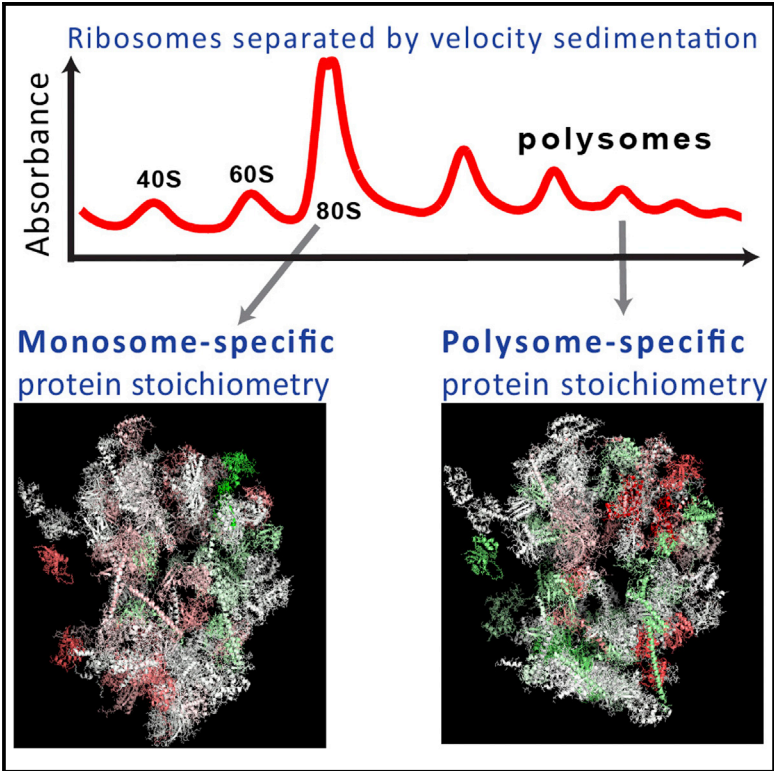 Ribosomes separated by velocity sedimentation
Absorbance
40S
60S
80S
polysomes
Monosome-specific
protein stoichiometry
Polysome-specific
protein stoichiometry